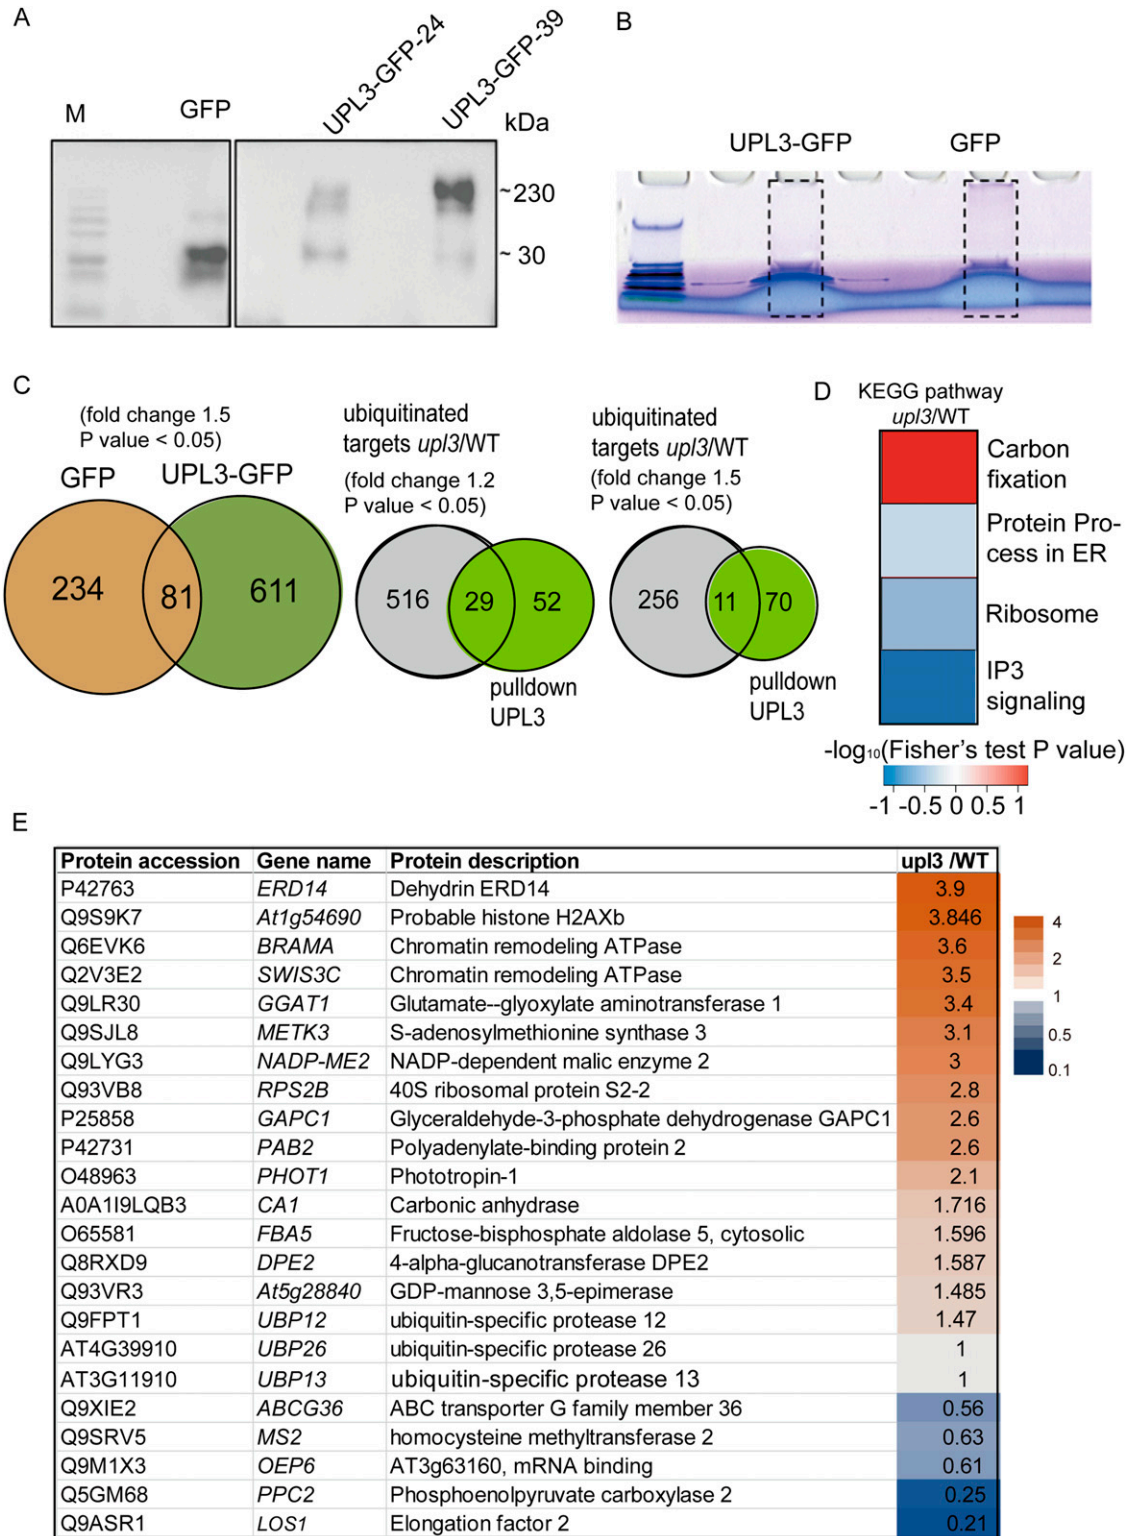 A
M
GFP
UPL3-GFP-24
UPL3-GFP-39
kDa
~230
~ 30
B
UPL3-GFP
GFP
C
(fold change 1.5
P value < 0.05)
GFP
UPL3-GFP
234
81
611
ubiquitinated
targets upl3/WT
(fold change 1.2
P value < 0.05)
516
29
52
pulldown
UPL3
ubiquitinated
targets upl3/WT
(fold change 1.5
P value < 0.05)
256
11
70
pulldown
UPL3
D
KEGG pathway
upl3/WT
Carbon
fixation
Protein Pro-
cess in ER
Ribosome
IP3
signaling
-log10(Fisher's test P value)
-1 -0.5 0 0.5 1
E
Protein accession Gene name Protein description upl3 /WT
P42763 ERD14 Dehydrin ERD14 3.9
Q9S9K7 At1g54690 Probable histone H2AXb 3.846
Q6EVK6 BRAMA Chromatin remodeling ATPase 3.6
Q2V3E2 SWIS3C Chromatin remodeling ATPase 3.5
Q9LR30 GGAT1 Glutamate--glyoxylate aminotransferase 1 3.4
Q9SJL8 METK3 S-adenosylmethionine synthase 3 3.1
Q9LYG3 NADP-ME2 NADP-dependent malic enzyme 2 3
Q93VB8 RPS2B 40S ribosomal protein S2-2 2.8
P25858 GAPC1 Glyceraldehyde-3-phosphate dehydrogenase GAPC1 2.6
P42731 PAB2 Polyadenylate-binding protein 2 2.6
O48963 PHOT1 Phototropin-1 2.1
A0A1I9LQB3 CA1 Carbonic anhydrase 1.716
O65581 FBA5 Fructose-bisphosphate aldolase 5, cytosolic 1.596
Q8RXD9 DPE2 4-alpha-glucanotransferase DPE2 1.587
Q93VR3 At5g28840 GDP-mannose 3,5-epimerase 1.485
Q9FPT1 UBP12 ubiquitin-specific protease 12 1.47
AT4G39910 UBP26 ubiquitin-specific protease 26 1
AT3G11910 UBP13 ubiquitin-specific protease 13 1
Q9XIE2 ABCG36 ABC transporter G family member 36 0.56
Q9SRV5 MS2 homocysteine methyltransferase 2 0.63
Q9M1X3 OEP6 AT3g63160, mRNA binding 0.61
Q5GM68 PPC2 Phosphoenolpyruvate carboxylase 2 0.25
Q9ASR1 LOS1 Elongation factor 2 0.21
4
2
1
0.5
0.1